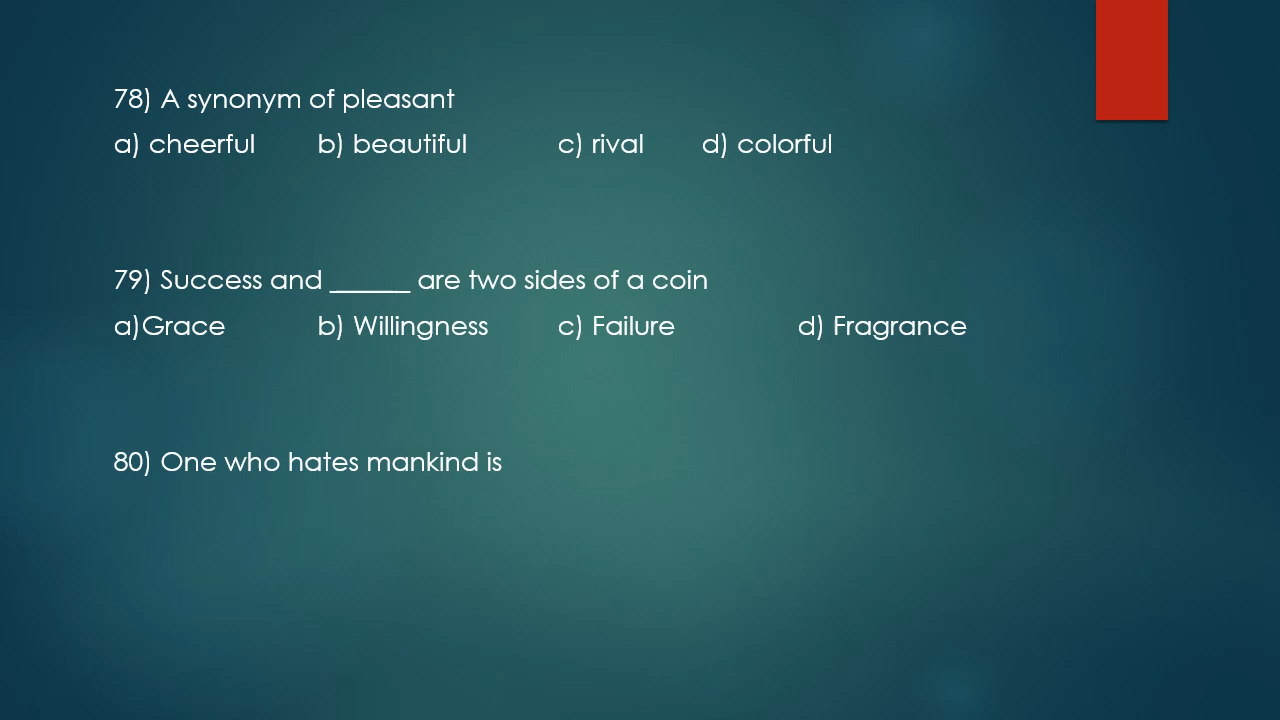 78) A synonym of pleasant
a) cheerful b) beautiful c) rival d) colorful
79) Success and ______ are two sides of a coin
a)Grace b) Willingness c) Failure d) Fragrance
80) One who hates mankind is